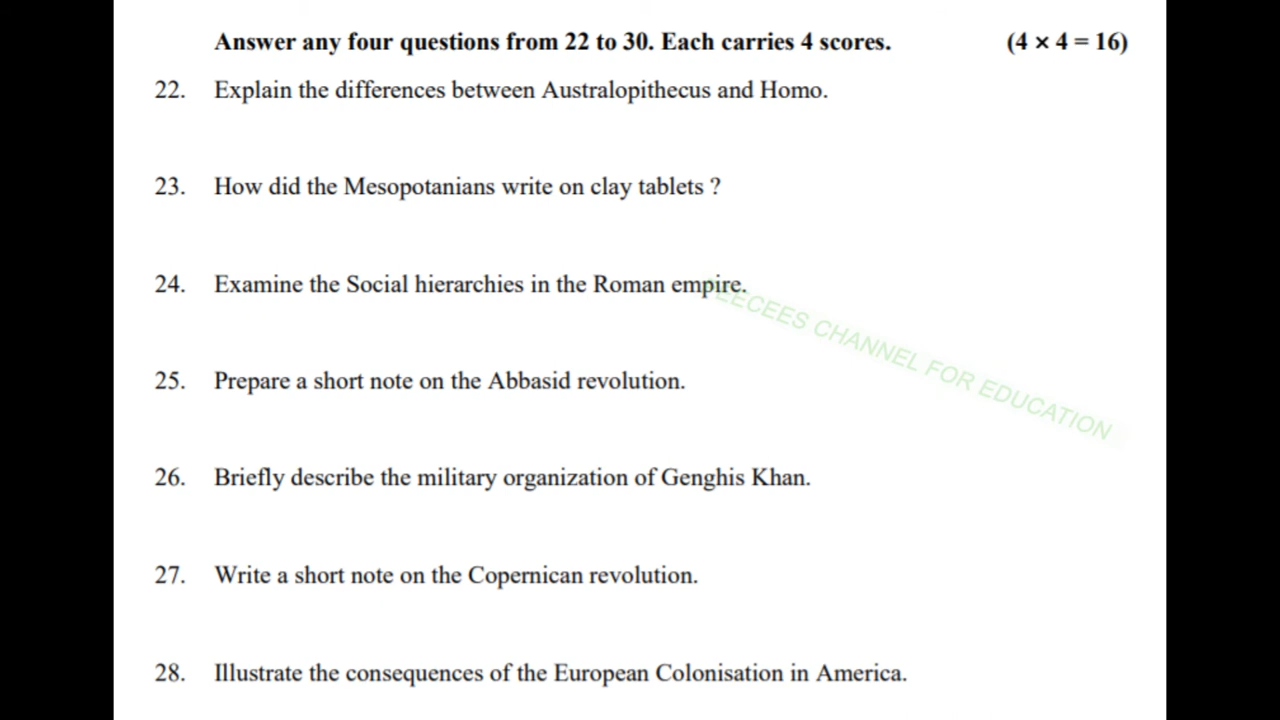 Answer any four questions from 22 to 30. Each carries 4 scores. (4 × 4 = 16)
22. Explain the differences between Australopithecus and Homo.
23. How did the Mesopotanians write on clay tablets ?
24. Examine the Social hierarchies in the Roman empire.
CHANNEL FOR EDUCATION
25. Prepare a short note on the Abbasid revolution.
26. Briefly describe the military organization of Genghis Khan.
27. Write a short note on the Copernican revolution.
28. Illustrate the consequences of the European Colonisation in America.